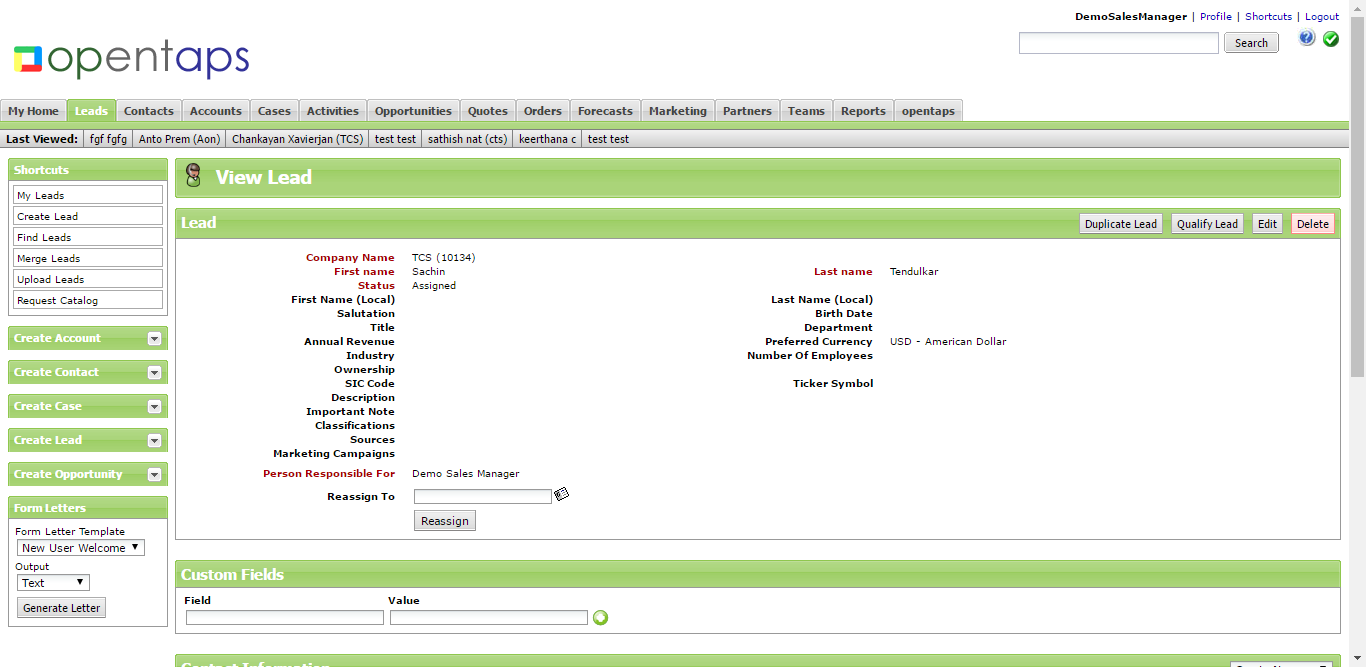 DemoSalesManager | Profile | Shortcuts | Logout
opentaps
Search
My Home Leads Contacts Accounts Cases Activities Opportunities Quotes Orders Forecasts Marketing Partners Teams Reports opentaps
Last Viewed: fgf fgfg Anto Prem (Aon) Chankayan Xavierjan (TCS) test test sathish nat (cts) keerthana c test test
Shortcuts
My Leads
Create Lead
Find Leads
Merge Leads
Upload Leads
Request Catalog
Create Account
Create Contact
Create Case
Create Lead
Create Opportunity
Form Letters
Form Letter Template
New User Welcome
Output
Text
Generate Letter
View Lead
Lead Duplicate Lead Qualify Lead Edit Delete
Company Name TCS (10134)
First name Sachin Last name Tendulkar
Status Assigned
First Name (Local) Last Name (Local)
Salutation Birth Date
Title Department
Annual Revenue Preferred Currency USD - American Dollar
Industry Number Of Employees
Ownership
SIC Code Ticker Symbol
Description
Important Note
Classifications
Sources
Marketing Campaigns
Person Responsible For Demo Sales Manager
Reassign To
Reassign
Custom Fields
Field Value
Contact Information